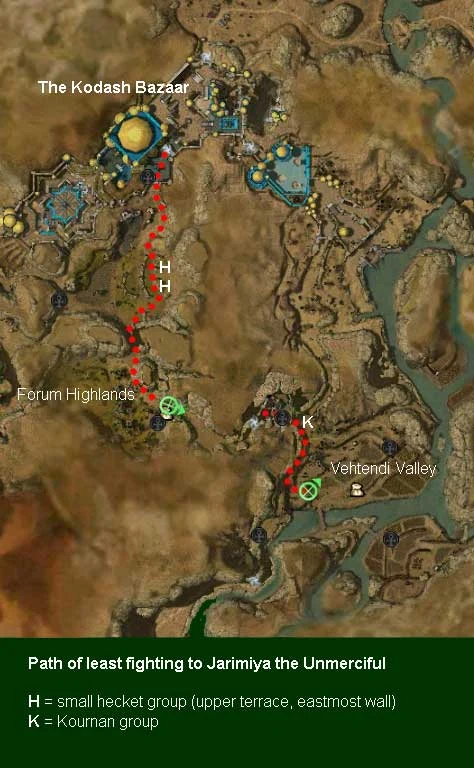 The Kodash Bazaar
H
H
Forum Highlands
K
Vehtendi Valley
Path of least fighting to Jarimiya the Unmerciful
H = small hecket group (upper terrace, eastmost wall)
K = Kournan group